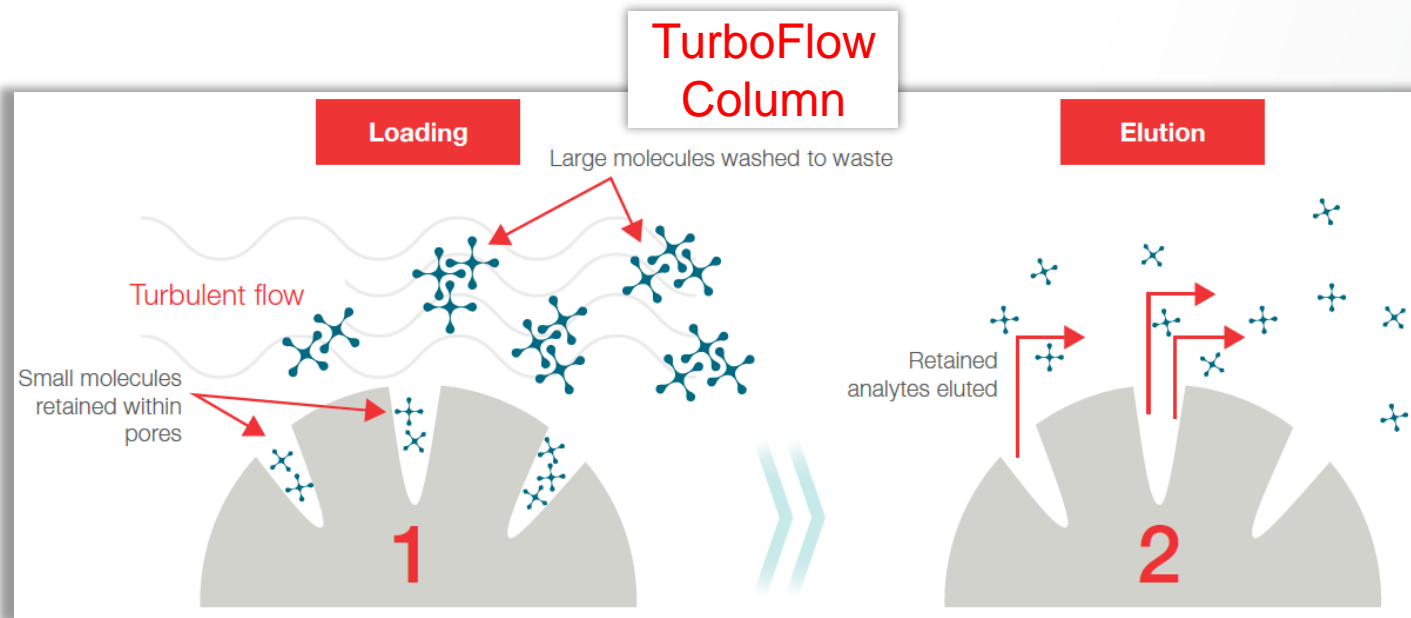 TurboFlow
Column
Loading
Large molecules washed to waste
Turbulent flow
Small molecules
retained within
pores
1
Elution
Retained
analytes eluted
2